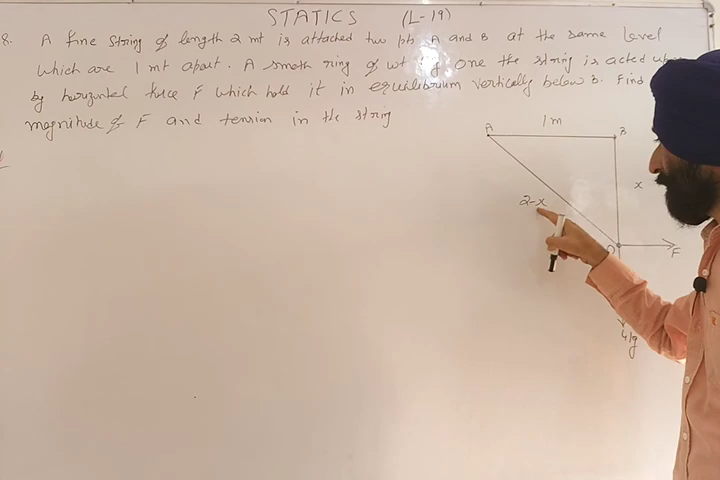 STATICS (L-19)
8. A fine string of length 2 mt is attached two pts A and B at the same level
which are 1 mt apart. A smoth ring of wt g one the string is acted
by horizontal force F which hold it in equilibrium vertically below B. Find
magnitude of F and tension in the string
A 1m B
x
2-x
F